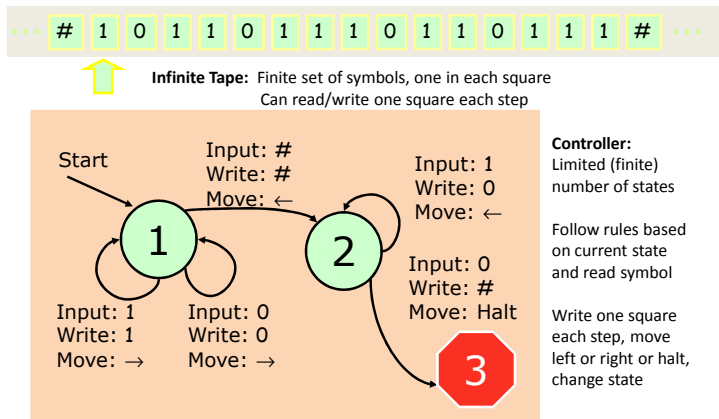 ··· # 1 0 1 1 0 1 1 1 0 1 1 0 1 1 1 # ···
Infinite Tape: Finite set of symbols, one in each square
Can read/write one square each step
Start
Input: #
Write: #
Move: ←
Input: 1
Write: 0
Move: ←
1
2
Input: 0
Write: #
Move: Halt
Input: 1
Write: 1
Move: →
Input: 0
Write: 0
Move: →
3
Controller:
Limited (finite)
number of states
Follow rules based
on current state
and read symbol
Write one square
each step, move
left or right or halt,
change state